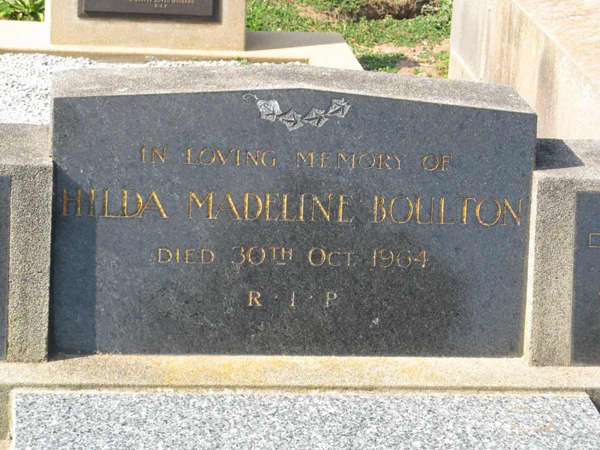 IN LOVING MEMORY OF
HILDA MADELINE BOULTON
DIED 30TH OCT. 1964
R · I · P